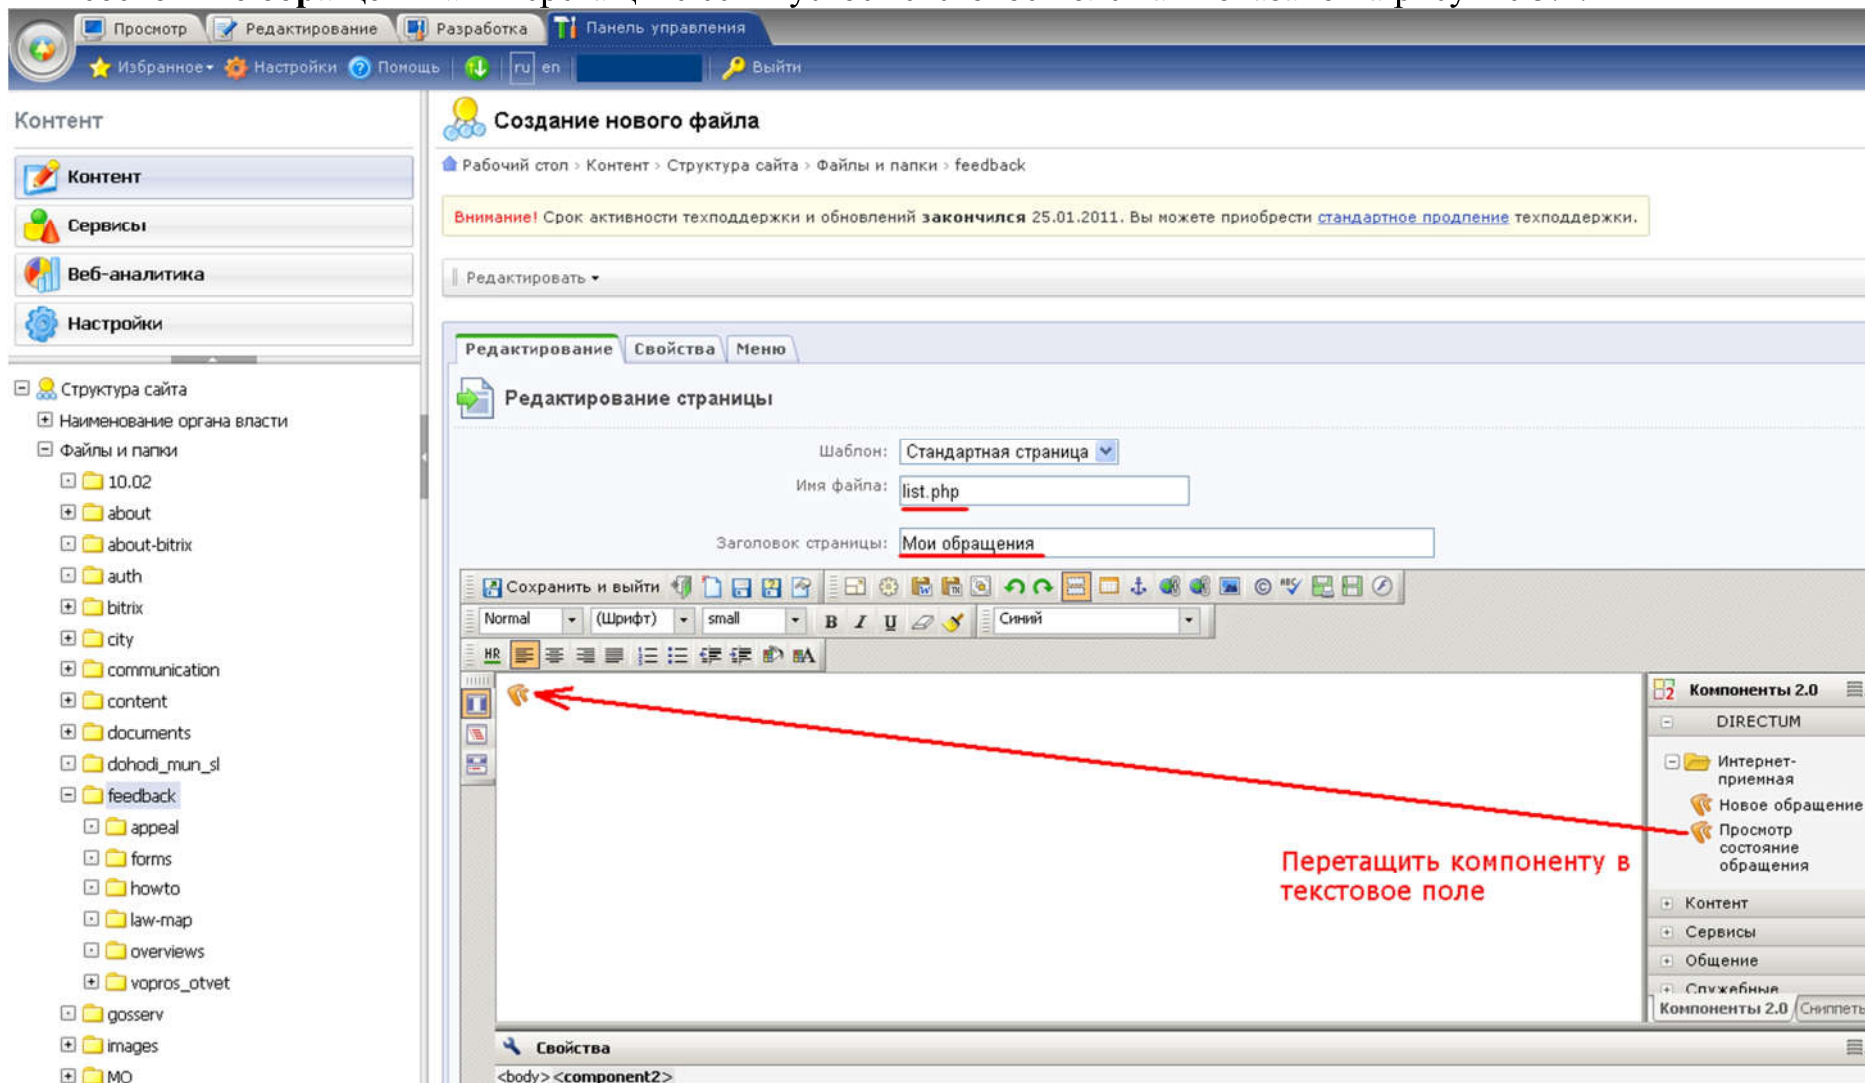 Просмотр Редактирование Разработка Панель управления
Избранное Настройки Помощь ru en Выйти
Контент
Контент
Сервисы
Веб-аналитика
Настройки
Структура сайта
Наименование органа власти
Файлы и папки
10.02
about
about-bitrix
auth
bitrix
city
communication
content
documents
dohodi_mun_sl
feedback
appeal
forms
howto
law-map
overviews
vopros_otvet
gosserv
images
MO
Создание нового файла
Рабочий стол › Контент › Структура сайта › Файлы и папки › feedback
Внимание! Срок активности техподдержки и обновлений закончился 25.01.2011. Вы можете приобрести стандартное продление техподдержки.
Редактировать
Редактирование Свойства Меню
Редактирование страницы
Шаблон: Стандартная страница
Имя файла: list.php
Заголовок страницы: Мои обращения
Сохранить и выйти
Normal (Шрифт) small B I U Синий
HR
Компоненты 2.0
DIRECTUM
Интернет-
приемная
Новое обращение
Просмотр
состояние
обращения
Перетащить компоненту в
текстовое поле
Контент
Сервисы
Общение
Служебные
Компоненты 2.0 Сниппеты
Свойства
<body> <component2>